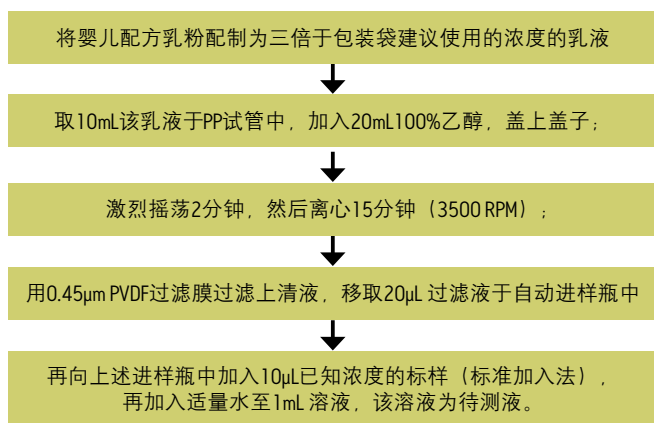 将婴儿配方乳粉配制为三倍于包装袋建议使用的浓度的乳液
取10mL该乳液于PP试管中，加入20mL100%乙醇，盖上盖子；
激烈摇荡2分钟，然后离心15分钟（3500 RPM）；
用0.45μm PVDF过滤膜过滤上清液，移取20μL 过滤液于自动进样瓶中
再向上述进样瓶中加入10μL已知浓度的标样（标准加入法），
再加入适量水至1mL 溶液，该溶液为待测液。